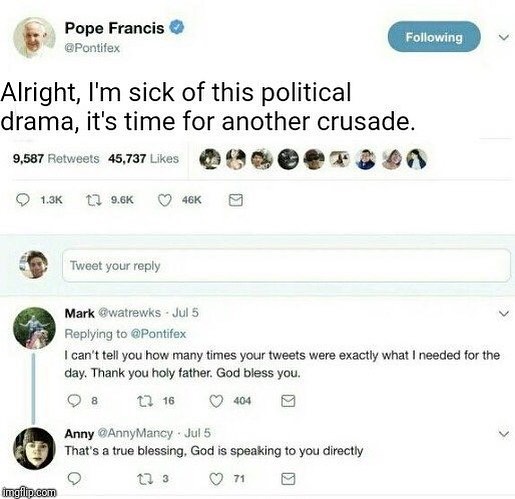 Pope Francis
@Pontifex
Following
Alright, I'm sick of this political
drama, it's time for another crusade.
9,587 Retweets 45,737 Likes
1.3K 9.6K 46K
Tweet your reply
Mark @watrewks · Jul 5
Replying to @Pontifex
I can't tell you how many times your tweets were exactly what I needed for the
day. Thank you holy father. God bless you.
8 16 404
Anny @AnnyMancy · Jul 5
That's a true blessing, God is speaking to you directly
3 71
imgflip.com